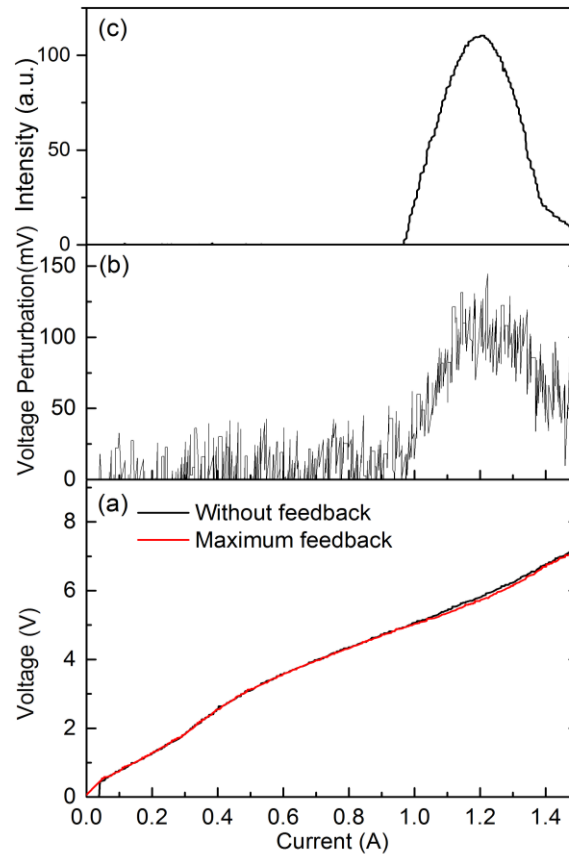 (c)
100
50
0
Intensity (a.u.)
(b)
150
100
50
0
Voltage Perturbation(mV)
(a)
Without feedback
Maximum feedback
8
6
4
2
0
Voltage (V)
0.0 0.2 0.4 0.6 0.8 1.0 1.2 1.4
Current (A)